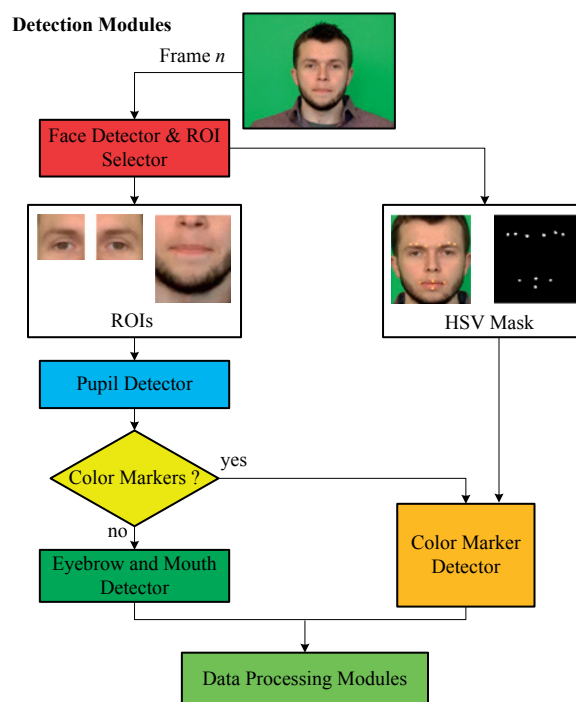 Detection Modules
Frame n
Face Detector & ROI
Selector
ROIs
HSV Mask
Pupil Detector
Color Markers ?
yes
no
Eyebrow and Mouth
Detector
Color Marker
Detector
Data Processing Modules